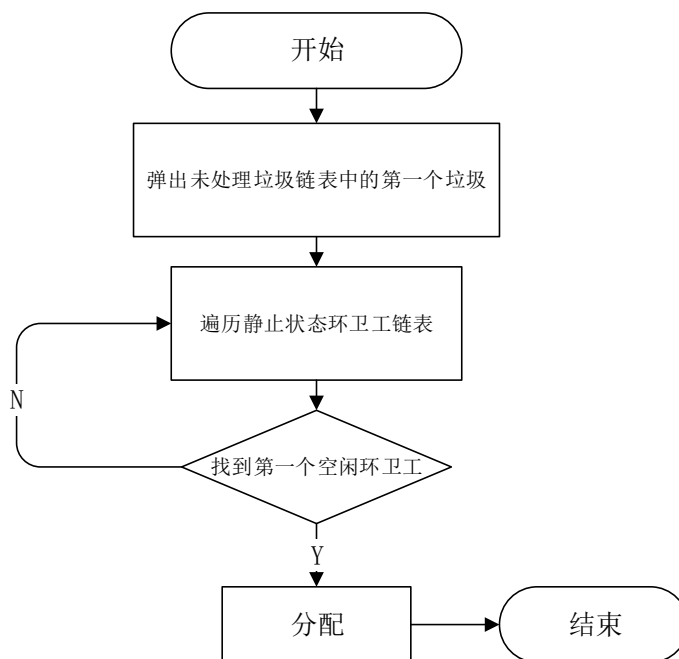 开始
弹出未处理垃圾链表中的第一个垃圾
遍历静止状态环卫工链表
N
找到第一个空闲环卫工
Y
分配
结束